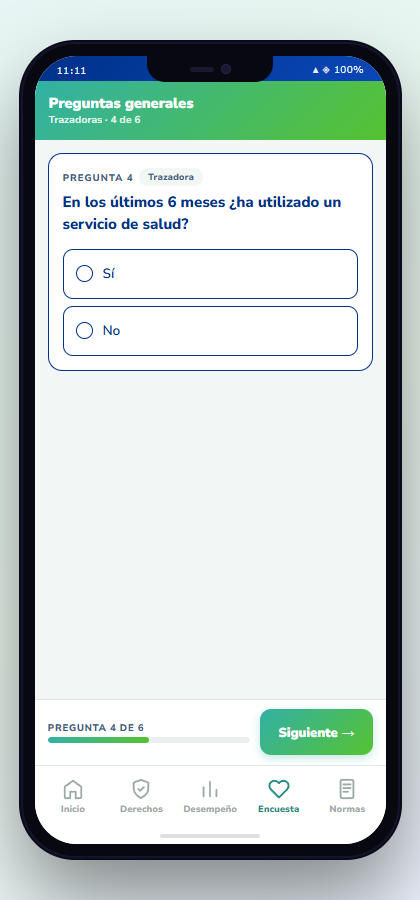 11:11
100%
Preguntas generales
Trazadoras · 4 de 6
PREGUNTA 4 Trazadora
En los últimos 6 meses ¿ha utilizado un
servicio de salud?
Sí
No
PREGUNTA 4 DE 6
Siguiente →
Inicio Derechos Desempeño Encuesta Normas